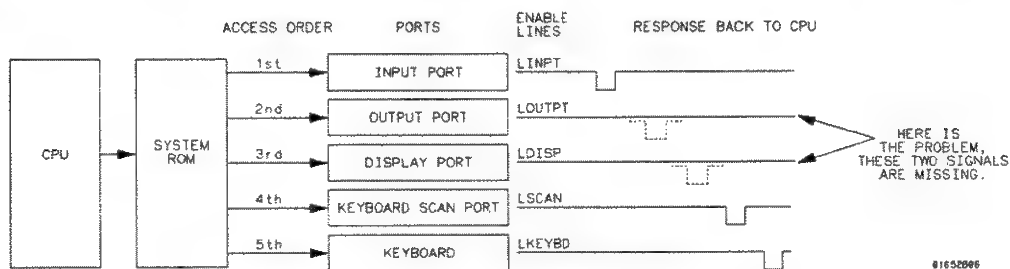 ACCESS ORDER
PORTS
ENABLE
LINES
RESPONSE BACK TO CPU
CPU
SYSTEM
ROM
1st
INPUT PORT
LINPT
2nd
OUTPUT PORT
LOUTPT
3rd
DISPLAY PORT
LDISP
4th
KEYBOARD SCAN PORT
LSCAN
5th
KEYBOARD
LKEYBD
HERE IS
THE PROBLEM,
THESE TWO SIGNALS
ARE MISSING.
01652B06